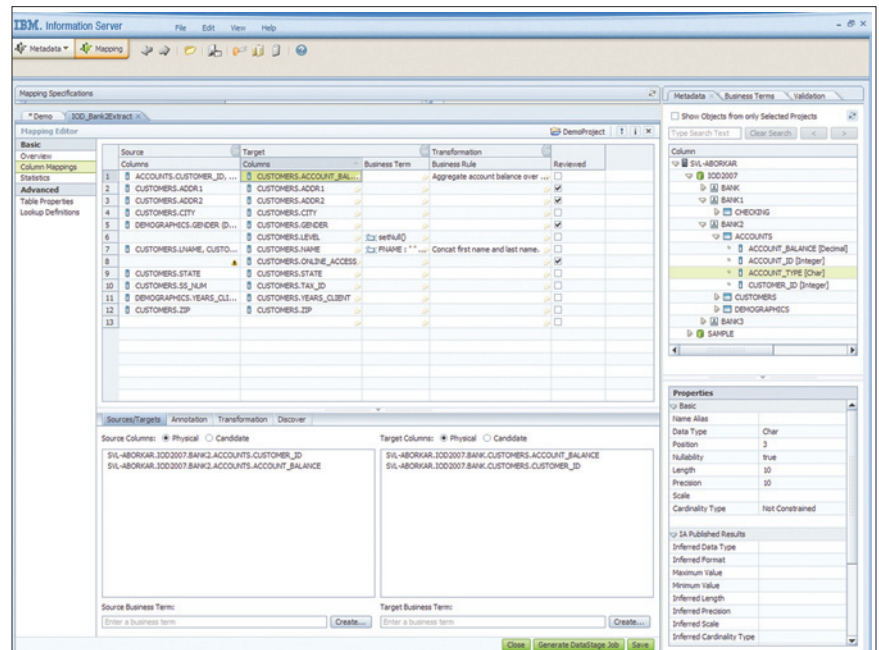 IBM. Information Server File Edit View Help
Metadata Mapping
Mapping Specifications
* Demo IOD_Bank2Extract
Mapping Editor DemoProject
Basic
Overview
Column Mappings
Statistics
Advanced
Table Properties
Lookup Definitions
Source Target Transformation
Columns Columns Business Term Business Rule Reviewed
1 ACCOUNTS.CUSTOMER_ID, ... CUSTOMERS.ACCOUNT_BAL... Aggregate account balance over ...
2 CUSTOMERS.ADDR1 CUSTOMERS.ADDR1
3 CUSTOMERS.ADDR2 CUSTOMERS.ADDR2
4 CUSTOMERS.CITY CUSTOMERS.CITY
5 DEMOGRAPHICS.GENDER (D... CUSTOMERS.GENDER
6 CUSTOMERS.LEVEL setNull()
7 CUSTOMERS.LNAME, CUSTO... CUSTOMERS.NAME FNAME : " " ... Concat first name and last name.
8 CUSTOMERS.ONLINE_ACCESS
9 CUSTOMERS.STATE CUSTOMERS.STATE
10 CUSTOMERS.SS_NUM CUSTOMERS.TAX_ID
11 DEMOGRAPHICS.YEARS_CLI... CUSTOMERS.YEARS_CLIENT
12 CUSTOMERS.ZIP CUSTOMERS.ZIP
13
Sources/Targets Annotation Transformation Discover
Source Columns: Physical Candidate
SVL-ABORKAR.IOD2007.BANK2.ACCOUNTS.CUSTOMER_ID
SVL-ABORKAR.IOD2007.BANK2.ACCOUNTS.ACCOUNT_BALANCE
Source Business Term:
Enter a business term Create...
Target Columns: Physical Candidate
SVL-ABORKAR.IOD2007.BANK.CUSTOMERS.ACCOUNT_BALANCE
SVL-ABORKAR.IOD2007.BANK.CUSTOMERS.CUSTOMER_ID
Target Business Term:
Enter a business term Create...
Close Generate DataStage Job Save
Metadata Business Terms Validation
Show Objects from only Selected Projects
Type Search Text Clear Search < >
Column
SVL-ABORKAR
IOD2007
BANK
BANK1
CHECKING
BANK2
ACCOUNTS
ACCOUNT_BALANCE [Decimal]
ACCOUNT_ID [Integer]
ACCOUNT_TYPE [Char]
CUSTOMER_ID [Integer]
CUSTOMERS
DEMOGRAPHICS
BANK3
SAMPLE
Properties
Basic
Name Alias
Data Type Char
Position 3
Nullability true
Length 10
Precision 10
Scale
Cardinality Type Not Constrained
IA Published Results
Inferred Data Type
Inferred Format
Maximum Value
Minimum Value
Inferred Length
Inferred Precision
Inferred Scale
Inferred Cardinality Type